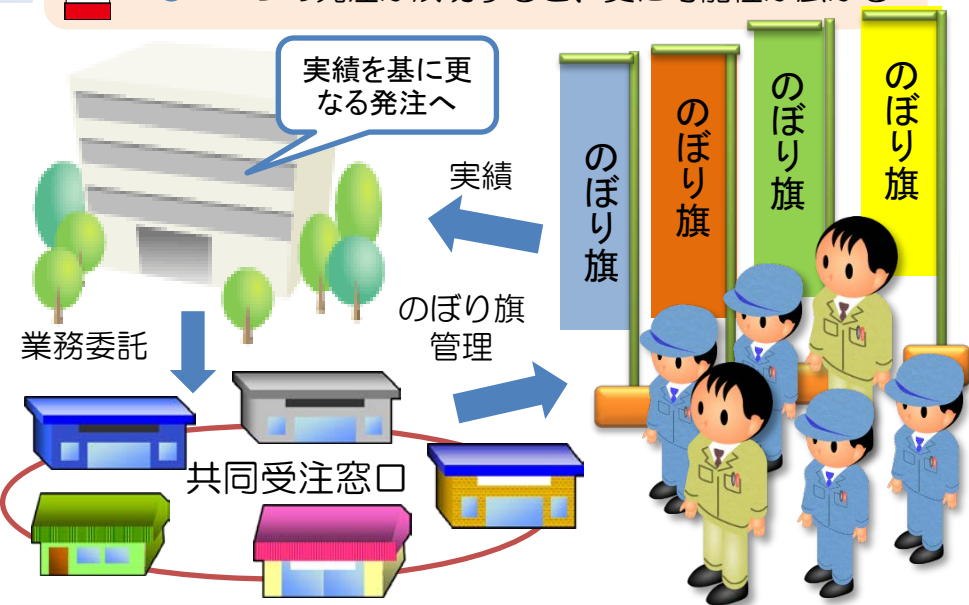 実績を基に更
なる発注へ
実績
のぼり旗
のぼり旗
のぼり旗
のぼり旗
のぼり旗
管理
業務委託
共同受注窓口